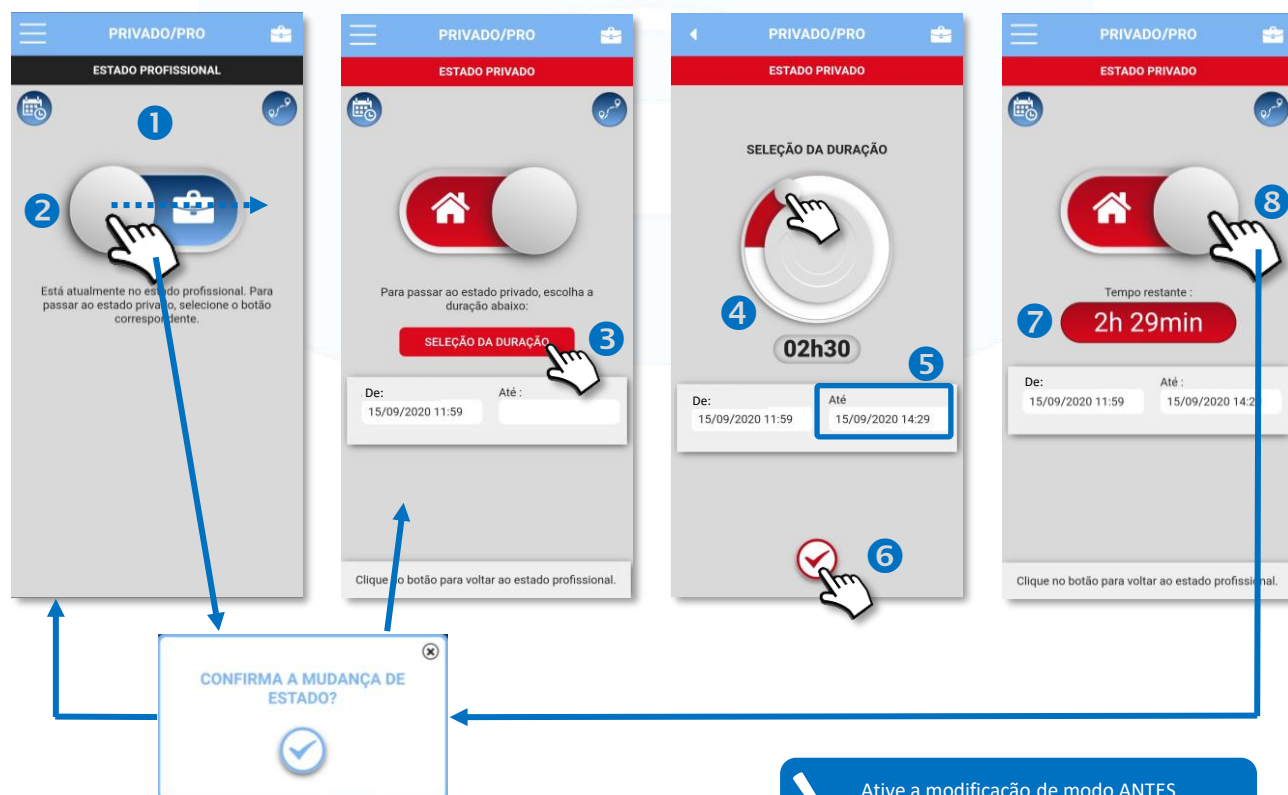 PRIVADO/PRO
ESTADO PROFISSIONAL
1
2
Está atualmente no estado profissional. Para
passar ao estado privado, selecione o botão
correspondente.
PRIVADO/PRO
ESTADO PRIVADO
Para passar ao estado privado, escolha a
duração abaixo:
SELEÇÃO DA DURAÇÃO
3
De:
Até :
15/09/2020 11:59
Clique no botão para voltar ao estado profissional.
PRIVADO/PRO
ESTADO PRIVADO
SELEÇÃO DA DURAÇÃO
4
02h30
5
De:
Até
15/09/2020 11:59
15/09/2020 14:29
6
PRIVADO/PRO
ESTADO PRIVADO
8
Tempo restante :
7
2h 29min
De:
Até :
15/09/2020 11:59
15/09/2020 14:29
Clique no botão para voltar ao estado profissional.
CONFIRMA A MUDANÇA DE
ESTADO?
Ative a modificação de modo ANTES